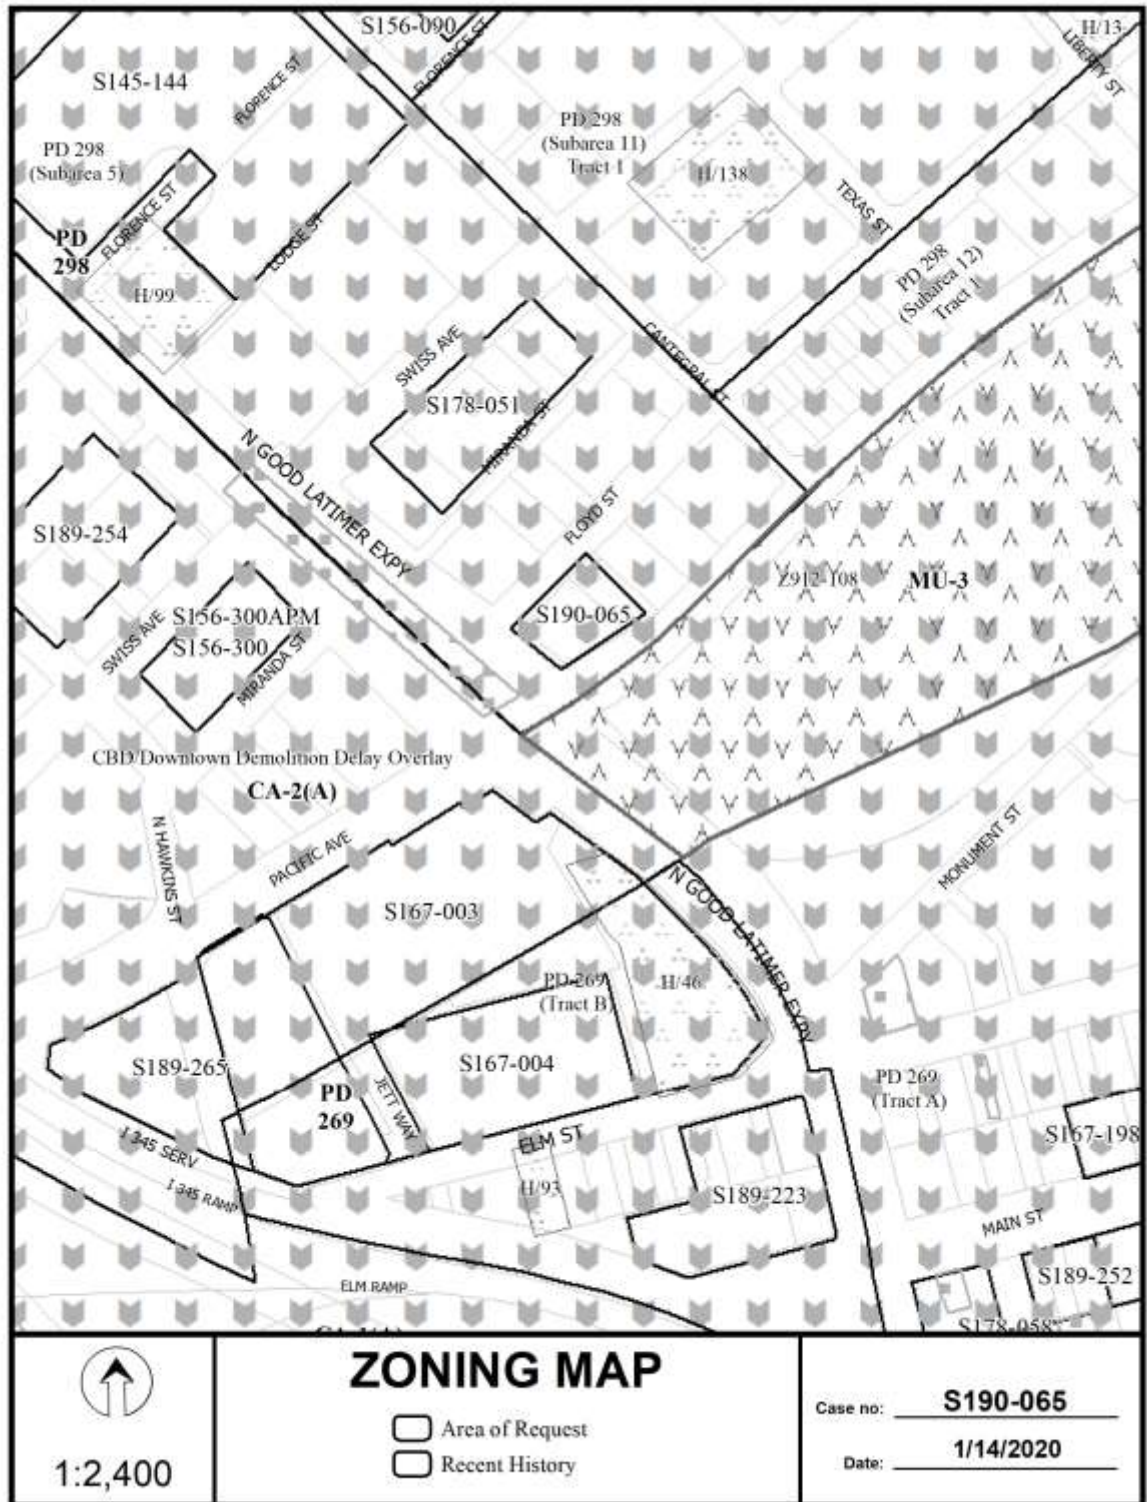 S156-090
H/13
S145-144
FLORENCE ST
FLORENCE ST
LIBERTY ST
PD 298
(Subarea 11)
Tract 1
PD 298
(Subarea 5)
H/138
TEXAS ST
FLORENCE ST
LODGE ST
PD
298
PD 298
(Subarea 12)
Tract 1
H/99
SWISS AVE
CANTEGRAL ST
S178-051
MIRANDA ST
N GOOD LATIMER EXPY
S189-254
FLOYD ST
Z912-108
MU-3
S190-065
S156-300APM
SWISS AVE
S156-300
MIRANDA ST
CBD/Downtown Demolition Delay Overlay
CA-2(A)
N HAWKINS ST
PACIFIC AVE
MONUMENT ST
S167-003
N GOOD LATIMER EXPY
PD 269
(Tract B)
H/46
S189-265
S167-004
PD
269
JETT WAY
PD 269
(Tract A)
I 345 SERV
ELM ST
S167-198
I 345 RAMP
H/93
S189-223
MAIN ST
ELM RAMP
S189-252
S178-058
ZONING MAP
Area of Request
Recent History
1:2,400
Case no: S190-065
Date: 1/14/2020